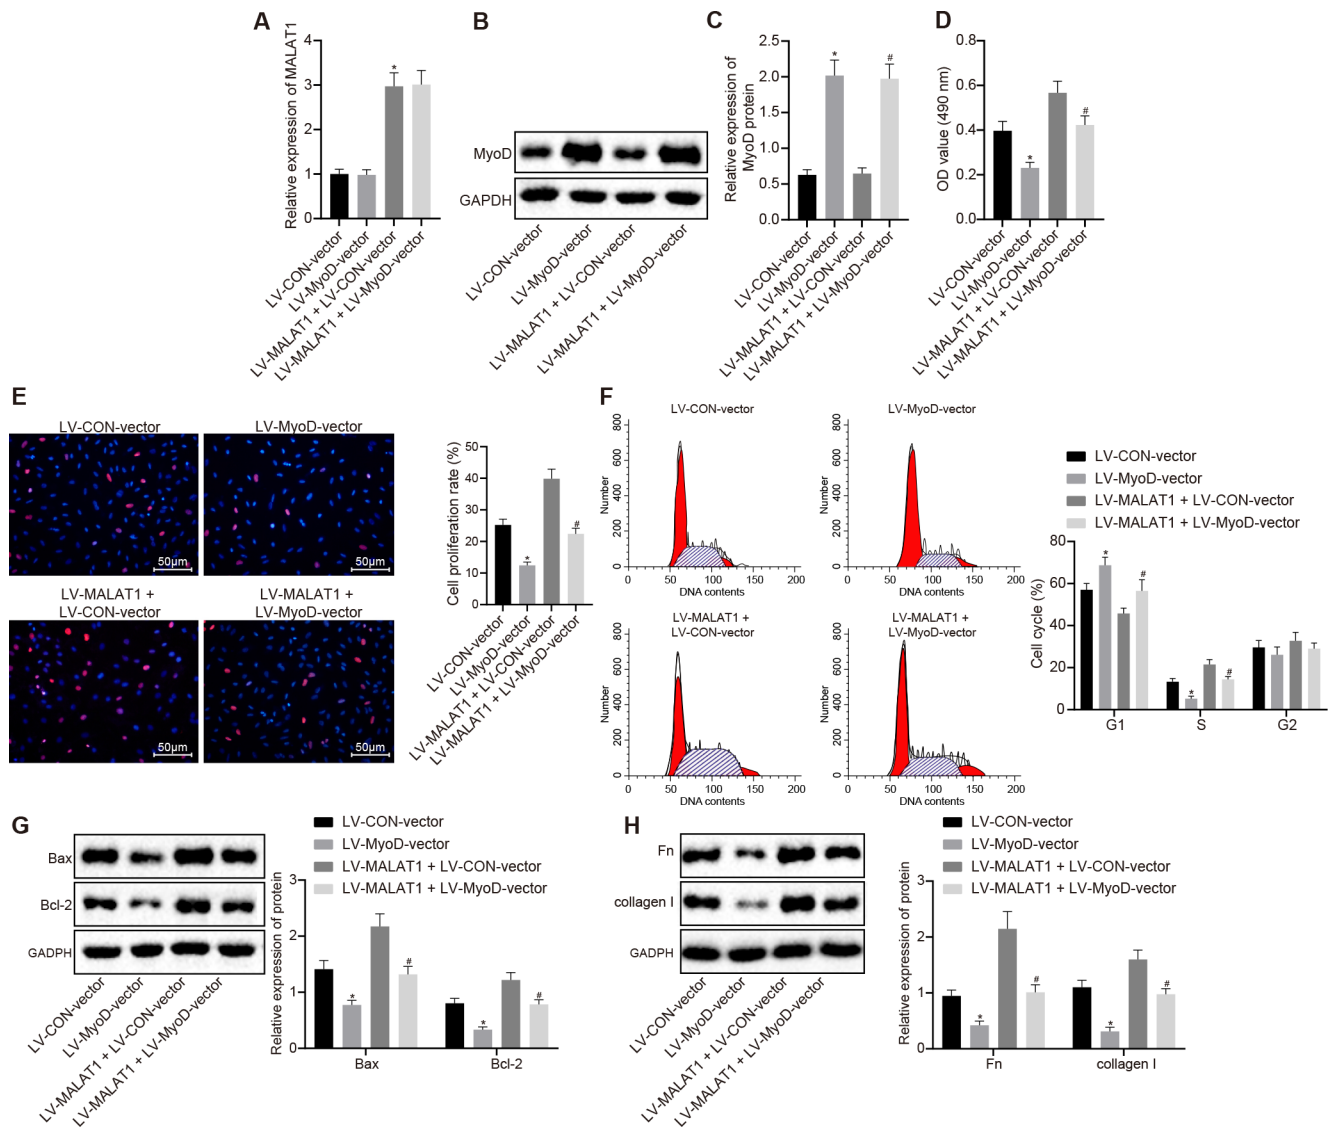 A
Relative expression of MALAT1
4
3
2
1
0
*
LV-CON-vector
LV-MyoD-vector
LV-MALAT1 + LV-CON-vector
LV-MALAT1 + LV-MyoD-vector
B
MyoD
GAPDH
LV-CON-vector
LV-MyoD-vector
LV-MALAT1 + LV-CON-vector
LV-MALAT1 + LV-MyoD-vector
C
Relative expression of
MyoD protein
2.5
2.0
1.5
1.0
0.5
0.0
*
#
LV-CON-vector
LV-MyoD-vector
LV-MALAT1 + LV-CON-vector
LV-MALAT1 + LV-MyoD-vector
D
OD value (490 nm)
0.8
0.6
0.4
0.2
0.0
*
#
LV-CON-vector
LV-MyoD-vector
LV-MALAT1 + LV-CON-vector
LV-MALAT1 + LV-MyoD-vector
E
LV-CON-vector
50μm
LV-MyoD-vector
50μm
LV-MALAT1 +
LV-CON-vector
50μm
LV-MALAT1 +
LV-MyoD-vector
50μm
Cell proliferation rate (%)
50
40
30
20
10
0
*
#
LV-CON-vector
LV-MyoD-vector
LV-MALAT1 + LV-CON-vector
LV-MALAT1 + LV-MyoD-vector
F
LV-CON-vector
Number
800
600
400
200
0
0 50 100 150 200
DNA contents
LV-MyoD-vector
Number
800
600
400
200
0
0 50 100 150 200
DNA contents
LV-MALAT1 +
LV-CON-vector
Number
800
600
400
200
0
0 50 100 150 200
DNA contents
LV-MALAT1 +
LV-MyoD-vector
Number
800
600
400
200
0
0 50 100 150 200
DNA contents
LV-CON-vector
LV-MyoD-vector
LV-MALAT1 + LV-CON-vector
LV-MALAT1 + LV-MyoD-vector
Cell cycle (%)
80
60
40
20
0
*
#
*
#
G1 S G2
G
Bax
Bcl-2
GADPH
LV-CON-vector
LV-MyoD-vector
LV-MALAT1 + LV-CON-vector
LV-MALAT1 + LV-MyoD-vector
LV-CON-vector
LV-MyoD-vector
LV-MALAT1 + LV-CON-vector
LV-MALAT1 + LV-MyoD-vector
Relative expression of protein
3
2
1
0
*
#
*
#
Bax Bcl-2
H
Fn
collagen I
GADPH
LV-CON-vector
LV-MyoD-vector
LV-MALAT1 + LV-CON-vector
LV-MALAT1 + LV-MyoD-vector
LV-CON-vector
LV-MyoD-vector
LV-MALAT1 + LV-CON-vector
LV-MALAT1 + LV-MyoD-vector
Relative expression of protein
3
2
1
0
*
#
*
#
Fn collagen I